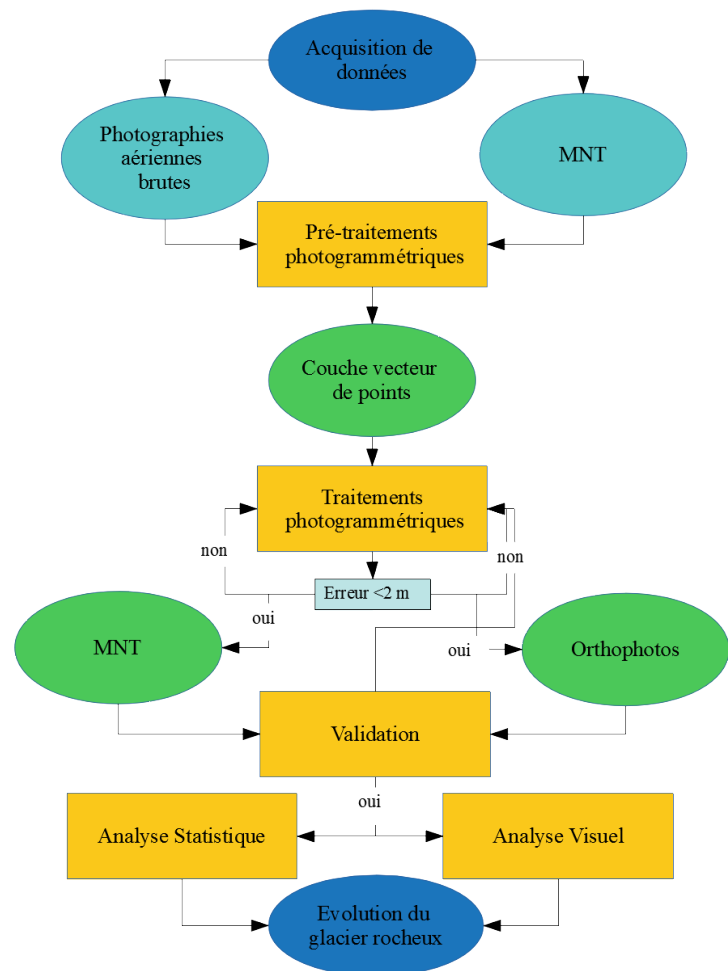 Acquisition de
données
Photographies
aériennes
brutes
MNT
Pré-traitements
photogrammétriques
Couche vecteur
de points
Traitements
photogrammétriques
non
non
Erreur <2 m
oui
oui
MNT
Orthophotos
Validation
oui
Analyse Statistique
Analyse Visuel
Evolution du
glacier rocheux